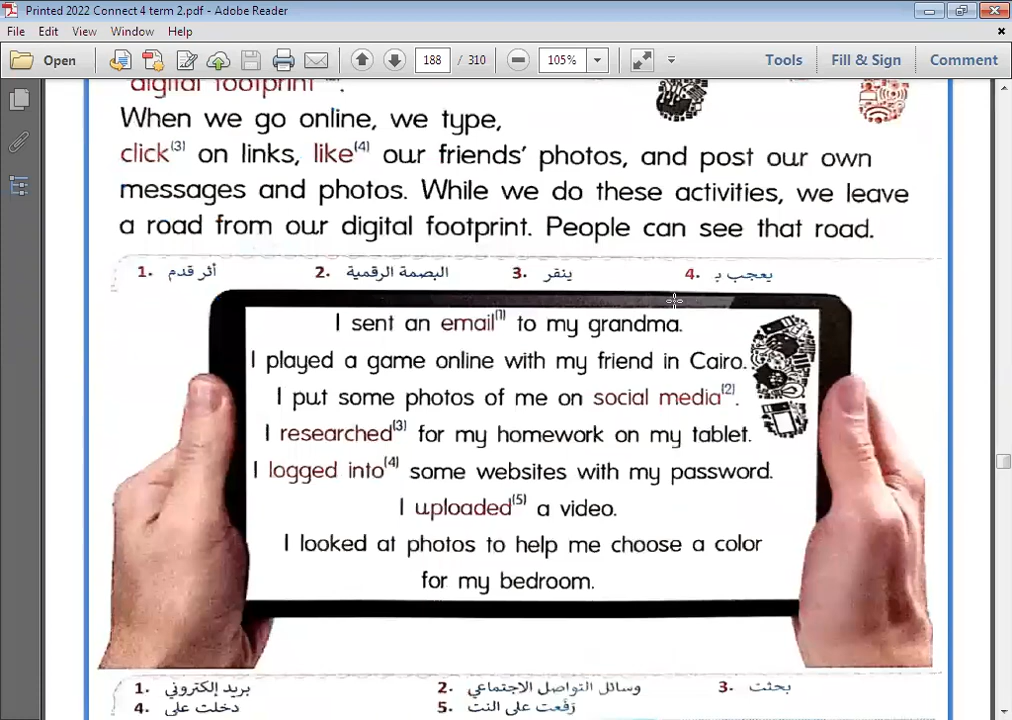 Printed 2022 Connect 4 term 2.pdf - Adobe Reader
File Edit View Window Help
Open 188 / 310 105% Tools Fill & Sign Comment
digital footprint
When we go online, we type,
click(3) on links, like(4) our friends' photos, and post our own
messages and photos. While we do these activities, we leave
a road from our digital footprint. People can see that road.
1. أثر قدم 2. البصمة الرقمية 3. ينقر 4. يعجب بـ
I sent an email(1) to my grandma.
I played a game online with my friend in Cairo.
I put some photos of me on social media(2).
I researched(3) for my homework on my tablet.
I logged into(4) some websites with my password.
I uploaded(5) a video.
I looked at photos to help me choose a color
for my bedroom.
1. بريد إلكتروني 2. وسائل التواصل الاجتماعي 3. بحثت
4. دخلت على 5. رَفَعت على النت